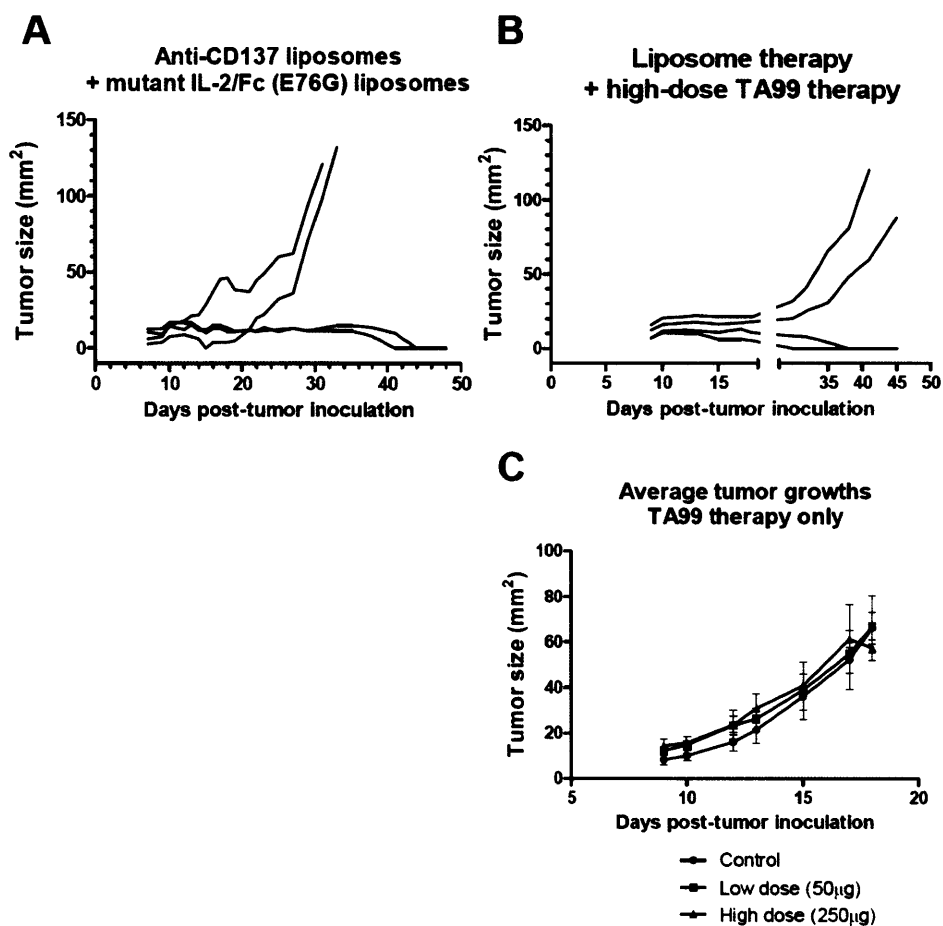 A
Anti-CD137 liposomes
+ mutant IL-2/Fc (E76G) liposomes
150
100
50
0
Tumor size (mm²)
0 10 20 30 40 50
Days post-tumor inoculation
B
Liposome therapy
+ high-dose TA99 therapy
150
100
50
0
Tumor size (mm²)
0 5 10 15 35 40 45 50
Days post-tumor inoculation
C
Average tumor growths
TA99 therapy only
100
80
60
40
20
0
Tumor size (mm²)
5 10 15 20
Days post-tumor inoculation
Control
Low dose (50µg)
High dose (250µg)